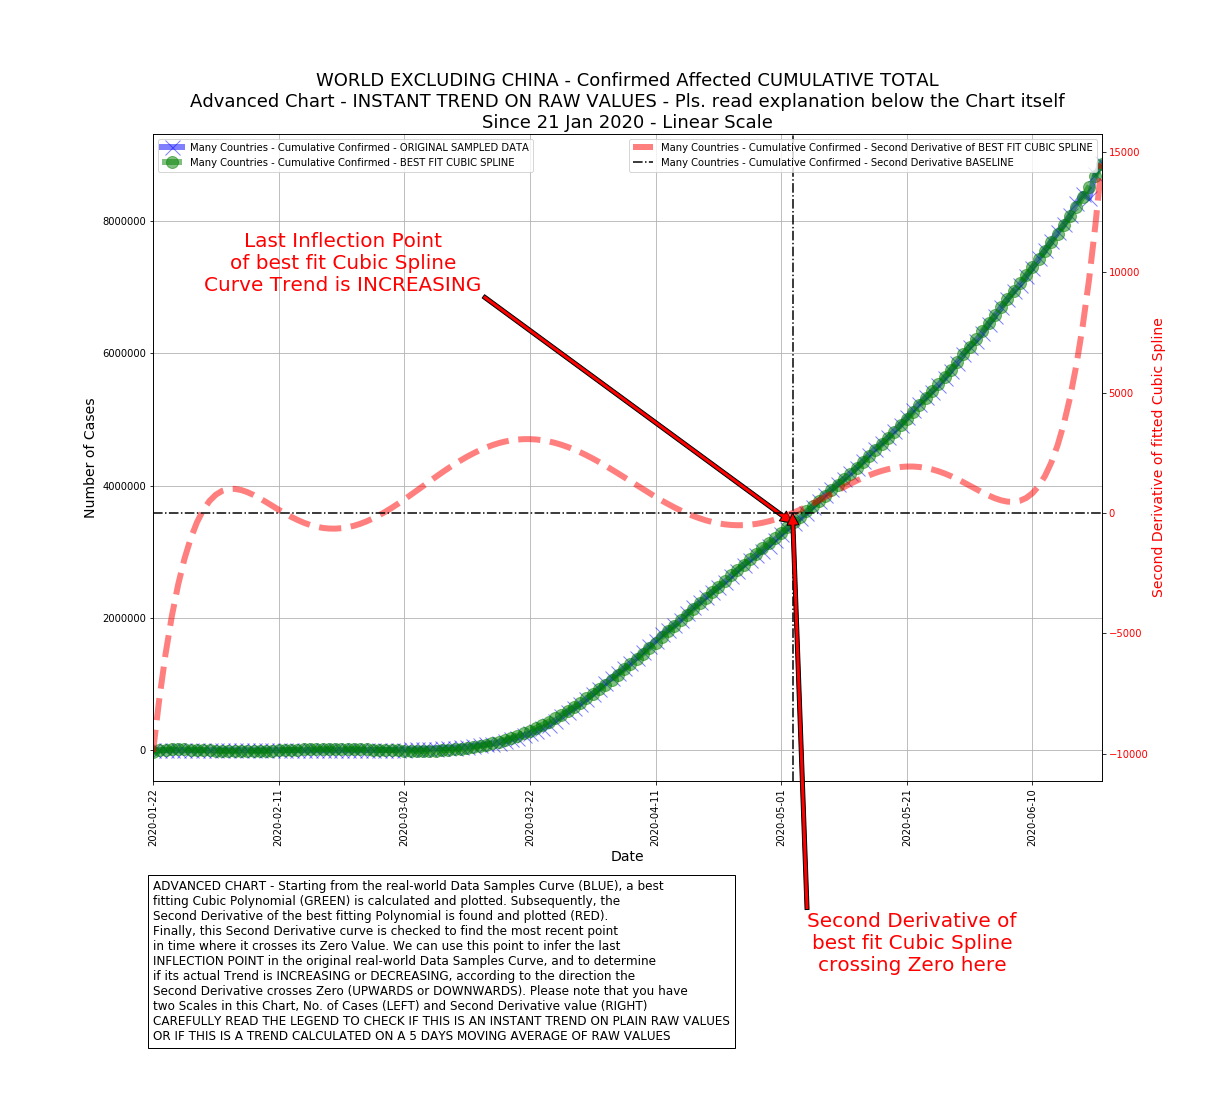 WORLD EXCLUDING CHINA - Confirmed Affected CUMULATIVE TOTAL
Advanced Chart - INSTANT TREND ON RAW VALUES - Pls. read explanation below the Chart itself
Since 21 Jan 2020 - Linear Scale
Many Countries - Cumulative Confirmed - ORIGINAL SAMPLED DATA
Many Countries - Cumulative Confirmed - BEST FIT CUBIC SPLINE
Many Countries - Cumulative Confirmed - Second Derivative of BEST FIT CUBIC SPLINE
Many Countries - Cumulative Confirmed - Second Derivative BASELINE
Last Inflection Point
of best fit Cubic Spline
Curve Trend is INCREASING
Number of Cases
8000000
6000000
4000000
2000000
0
15000
10000
5000
0
−5000
−10000
Second Derivative of fitted Cubic Spline
2020-01-22
2020-02-11
2020-03-02
2020-03-22
2020-04-11
2020-05-01
2020-05-21
2020-06-10
Date
Second Derivative of
best fit Cubic Spline
crossing Zero here
ADVANCED CHART - Starting from the real-world Data Samples Curve (BLUE), a best
fitting Cubic Polynomial (GREEN) is calculated and plotted. Subsequently, the
Second Derivative of the best fitting Polynomial is found and plotted (RED).
Finally, this Second Derivative curve is checked to find the most recent point
in time where it crosses its Zero Value. We can use this point to infer the last
INFLECTION POINT in the original real-world Data Samples Curve, and to determine
if its actual Trend is INCREASING or DECREASING, according to the direction the
Second Derivative crosses Zero (UPWARDS or DOWNWARDS). Please note that you have
two Scales in this Chart, No. of Cases (LEFT) and Second Derivative value (RIGHT)
CAREFULLY READ THE LEGEND TO CHECK IF THIS IS AN INSTANT TREND ON PLAIN RAW VALUES
OR IF THIS IS A TREND CALCULATED ON A 5 DAYS MOVING AVERAGE OF RAW VALUES